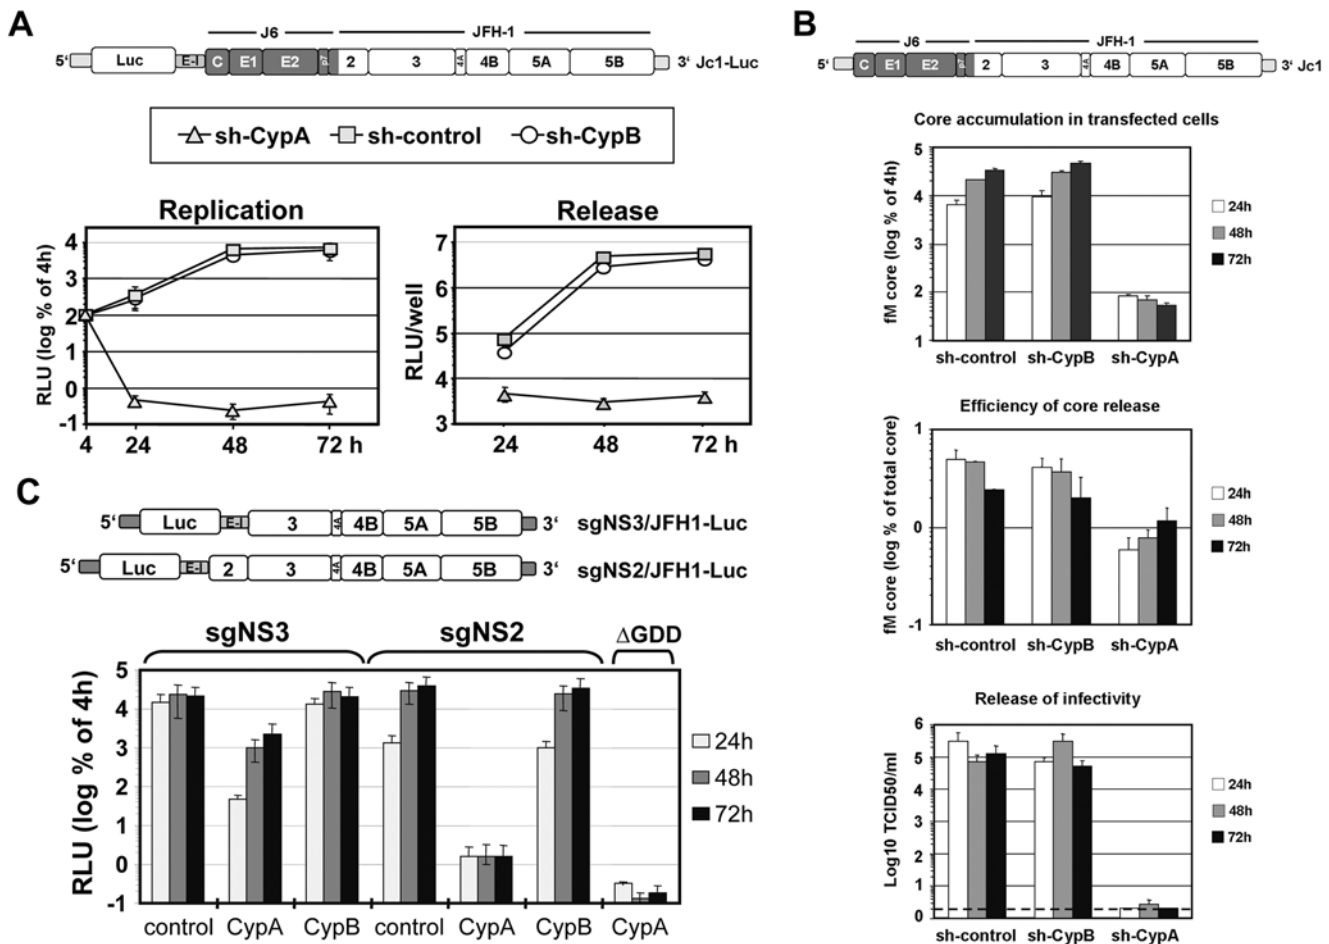 A
J6 JFH-1
5‘ Luc E-I C E1 E2 p7 2 3 4A 4B 5A 5B 3‘ Jc1-Luc
sh-CypA sh-control sh-CypB
Replication
RLU (log % of 4h)
4
3
2
1
0
-1
4 24 48 72 h
Release
RLU/well
7
6
5
4
3
24 48 72 h
B
J6 JFH-1
5‘ C E1 E2 p7 2 3 4A 4B 5A 5B 3‘ Jc1
Core accumulation in transfected cells
fM core (log % of 4h)
5
4
3
2
1
sh-control sh-CypB sh-CypA
24h
48h
72h
Efficiency of core release
fM core (log % of total core)
1
0
-1
sh-control sh-CypB sh-CypA
24h
48h
72h
Release of infectivity
Log10 TCID50/ml
6
5
4
5
2
1
0
sh-control sh-CypB sh-CypA
24h
48h
72h
C
5‘ Luc E-I 3 4A 4B 5A 5B 3‘ sgNS3/JFH1-Luc
5‘ Luc E-I 2 3 4A 4B 5A 5B 3‘ sgNS2/JFH1-Luc
sgNS3 sgNS2 ΔGDD
RLU (log % of 4h)
5
4
3
2
1
0
-1
control CypA CypB control CypA CypB CypA
24h
48h
72h